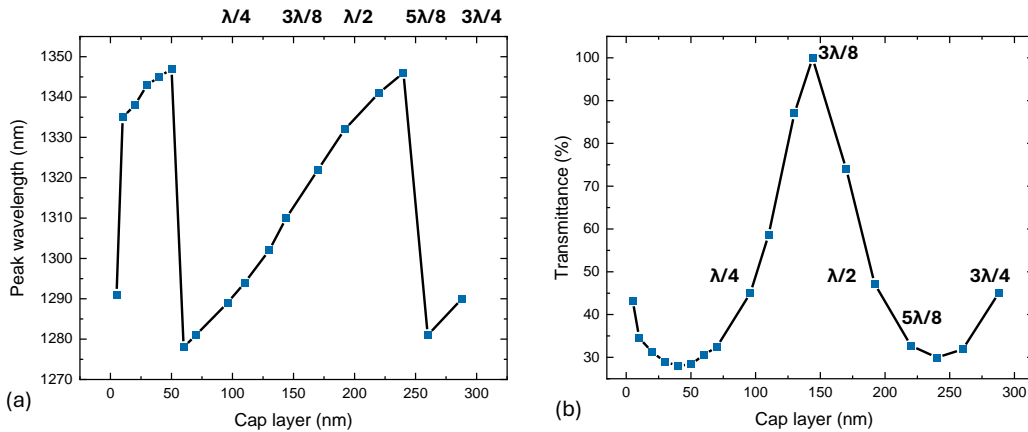 λ/4 3λ/8 λ/2 5λ/8 3λ/4
1350
1340
1330
1320
1310
1300
1290
1280
1270
Peak wavelength (nm)
0 50 100 150 200 250 300
Cap layer (nm)
(a)
100
90
80
70
60
50
40
30
Transmittance (%)
3λ/8
λ/4
λ/2
5λ/8
3λ/4
0 50 100 150 200 250 300
Cap layer (nm)
(b)